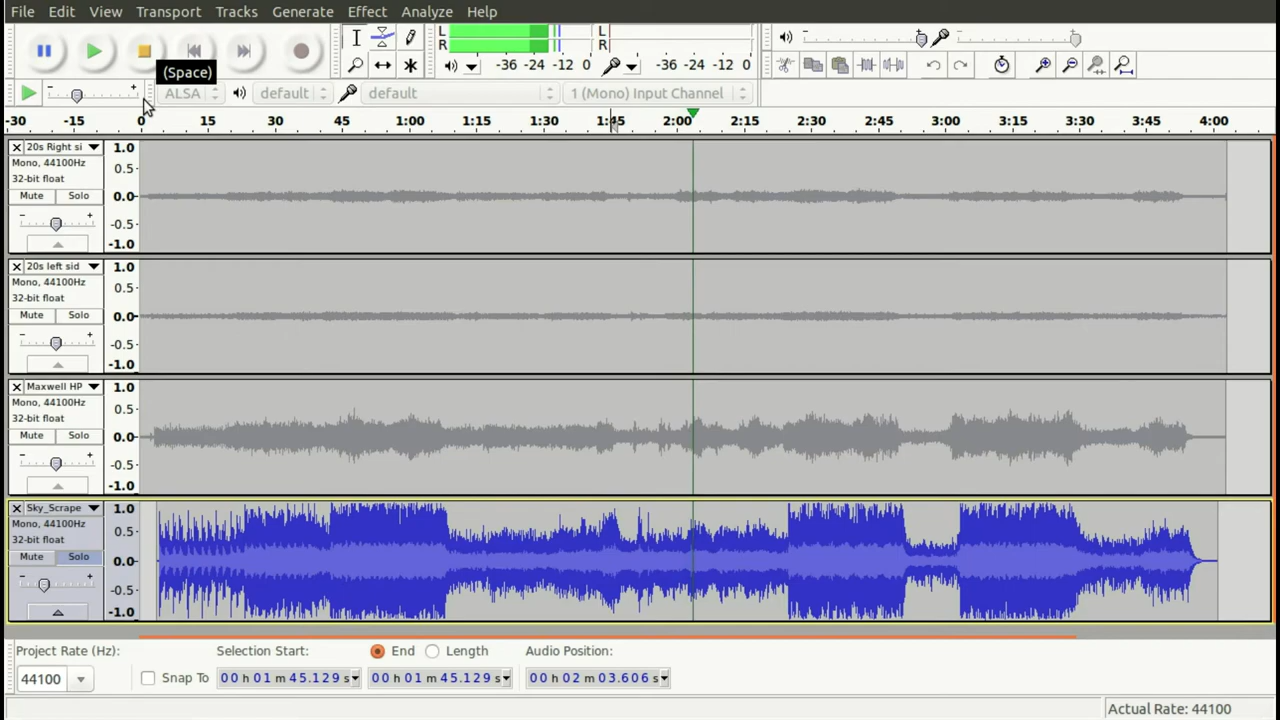 File Edit View Transport Tracks Generate Effect Analyze Help
L R -36 -24 -12 0 L R -36 -24 -12 0
(Space)
ALSA default default 1 (Mono) Input Channel
-30 -15 0 15 30 45 1:00 1:15 1:30 1:45 2:00 2:15 2:30 2:45 3:00 3:15 3:30 3:45 4:00
20s Right si 1.0
Mono, 44100Hz 0.5
32-bit float
Mute Solo 0.0
- + -0.5
-1.0
20s left sid 1.0
Mono, 44100Hz 0.5
32-bit float
Mute Solo 0.0
- + -0.5
-1.0
Maxwell HP 1.0
Mono, 44100Hz 0.5
32-bit float
Mute Solo 0.0
- + -0.5
-1.0
Sky_Scrape 1.0
Mono, 44100Hz 0.5
32-bit float
Mute Solo 0.0
- + -0.5
-1.0
Project Rate (Hz): Selection Start: End Length Audio Position:
44100 Snap To 00 h 01 m 45.129 s 00 h 01 m 45.129 s 00 h 02 m 03.606 s
Actual Rate: 44100